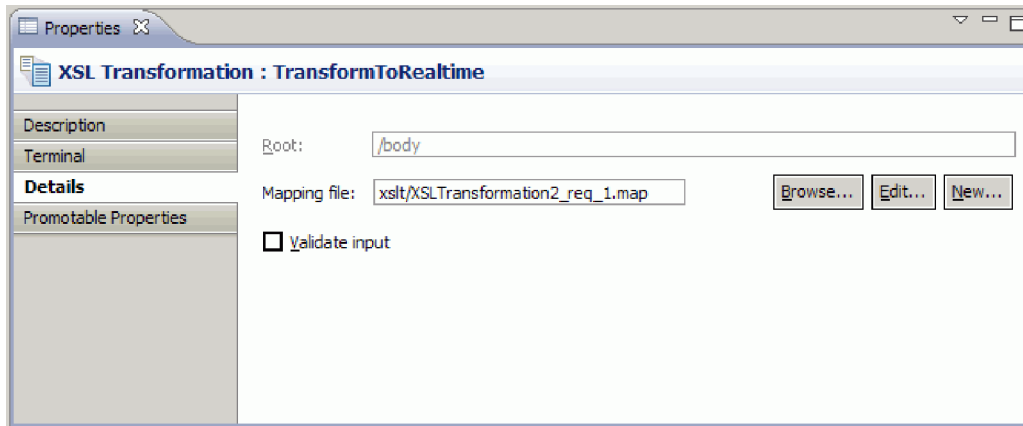 Properties
XSL Transformation : TransformToRealtime
Description
Terminal
Details
Promotable Properties
Root: /body
Mapping file: xslt/XSLTransformation2_req_1.map Browse... Edit... New...
Validate input